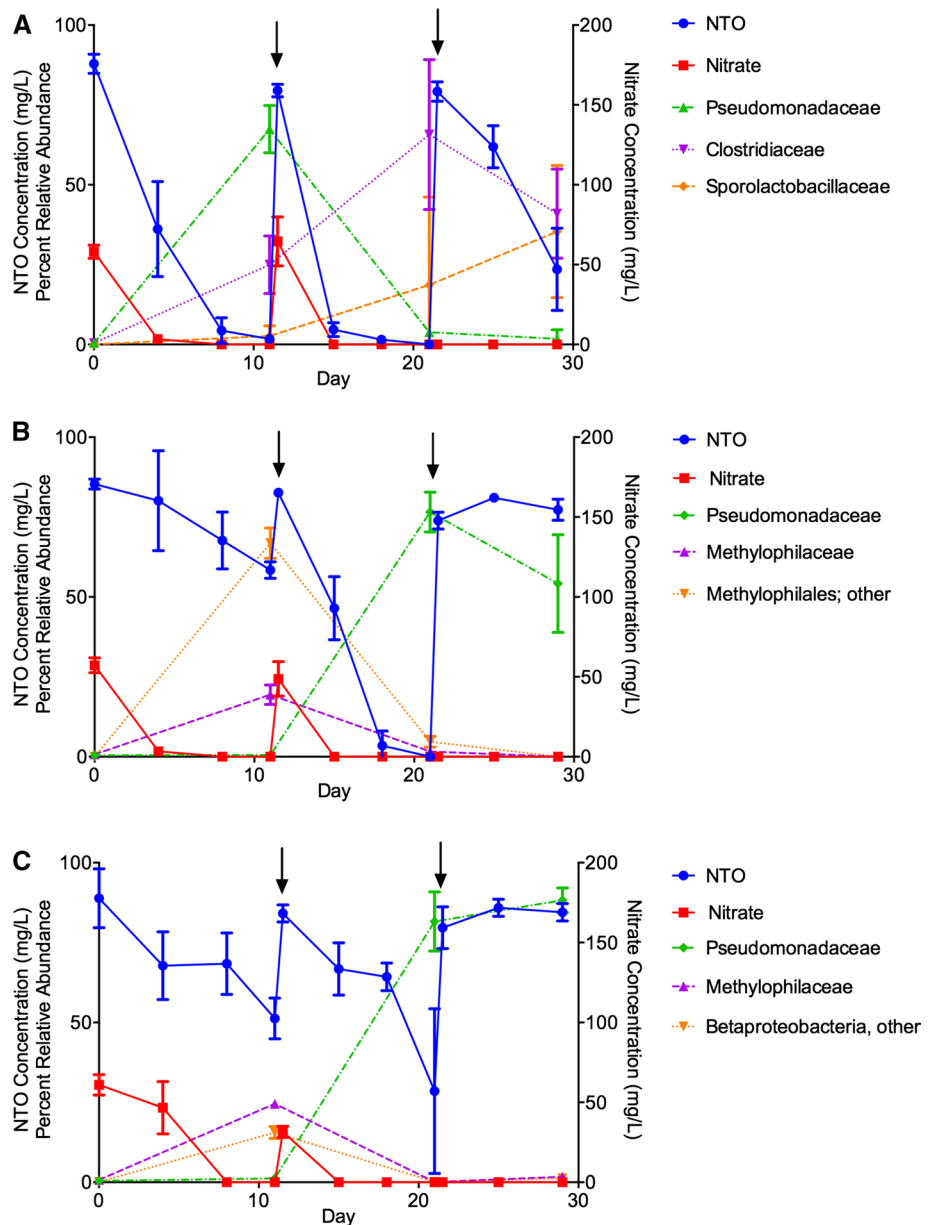 A
NTO Concentration (mg/L)
Percent Relative Abundance
100
50
0
0
10
20
30
Day
200
150
100
50
0
Nitrate Concentration (mg/L)
NTO
Nitrate
Pseudomonadaceae
Clostridiaceae
Sporolactobacillaceae
B
NTO Concentration (mg/L)
Percent Relative Abundance
100
50
0
0
10
20
30
Day
200
150
100
50
0
Nitrate Concentration (mg/L)
NTO
Nitrate
Pseudomonadaceae
Methylophilaceae
Methylophilales; other
C
NTO Concentration (mg/L)
Percent Relative Abundance
100
50
0
0
10
20
30
Day
200
150
100
50
0
Nitrate Concentration (mg/L)
NTO
Nitrate
Pseudomonadaceae
Methylophilaceae
Betaproteobacteria, other